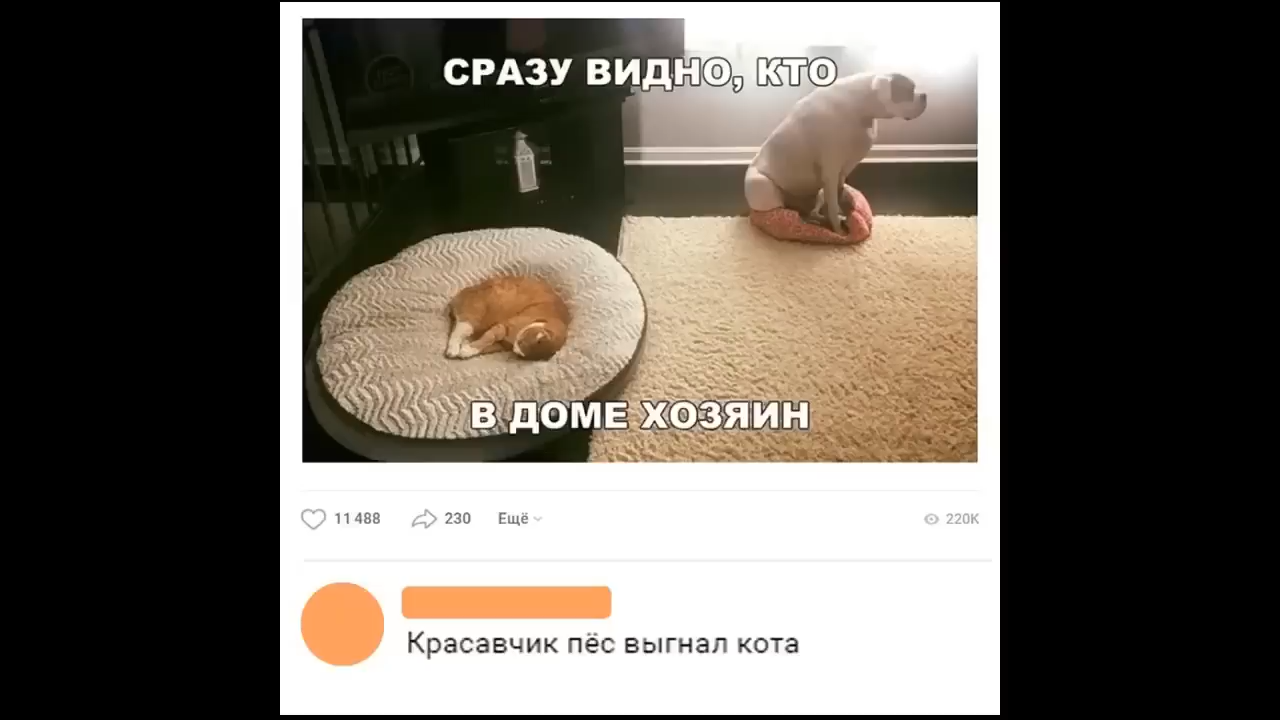 СРАЗУ ВИДНО, КТО
В ДОМЕ ХОЗЯИН
11 488 230 Ещё 220K
Красавчик пёс выгнал кота